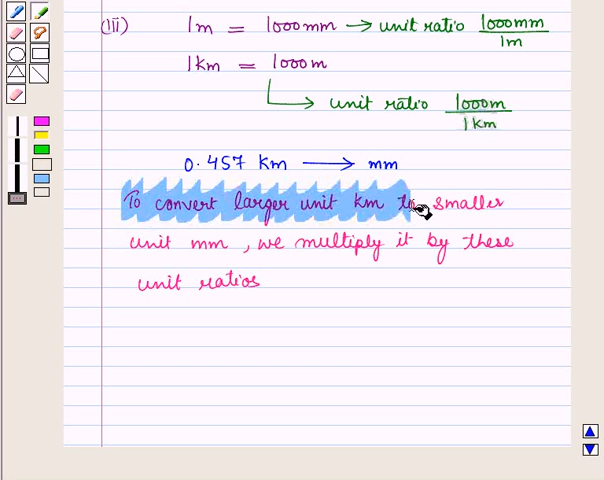 (iii) 1m = 1000mm → unit ratio 1000mm/1m
1km = 1000m
unit ratio 1000m/1km
0.457 km → mm
To convert larger unit km to smaller
unit mm, we multiply it by these
unit ratios